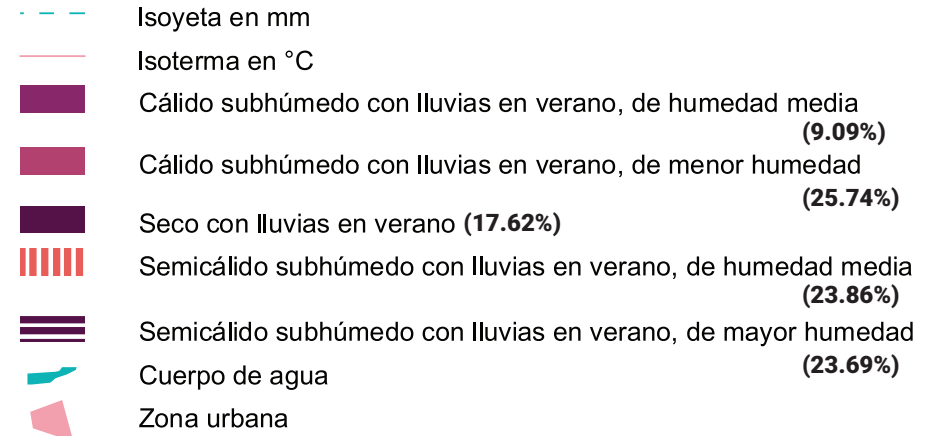 Isoyeta en mm
Isoterma en °C
Cálido subhúmedo con lluvias en verano, de humedad media
(9.09%)
Cálido subhúmedo con lluvias en verano, de menor humedad
(25.74%)
Seco con lluvias en verano (17.62%)
Semicálido subhúmedo con lluvias en verano, de humedad media
(23.86%)
Semicálido subhúmedo con lluvias en verano, de mayor humedad
(23.69%)
Cuerpo de agua
Zona urbana